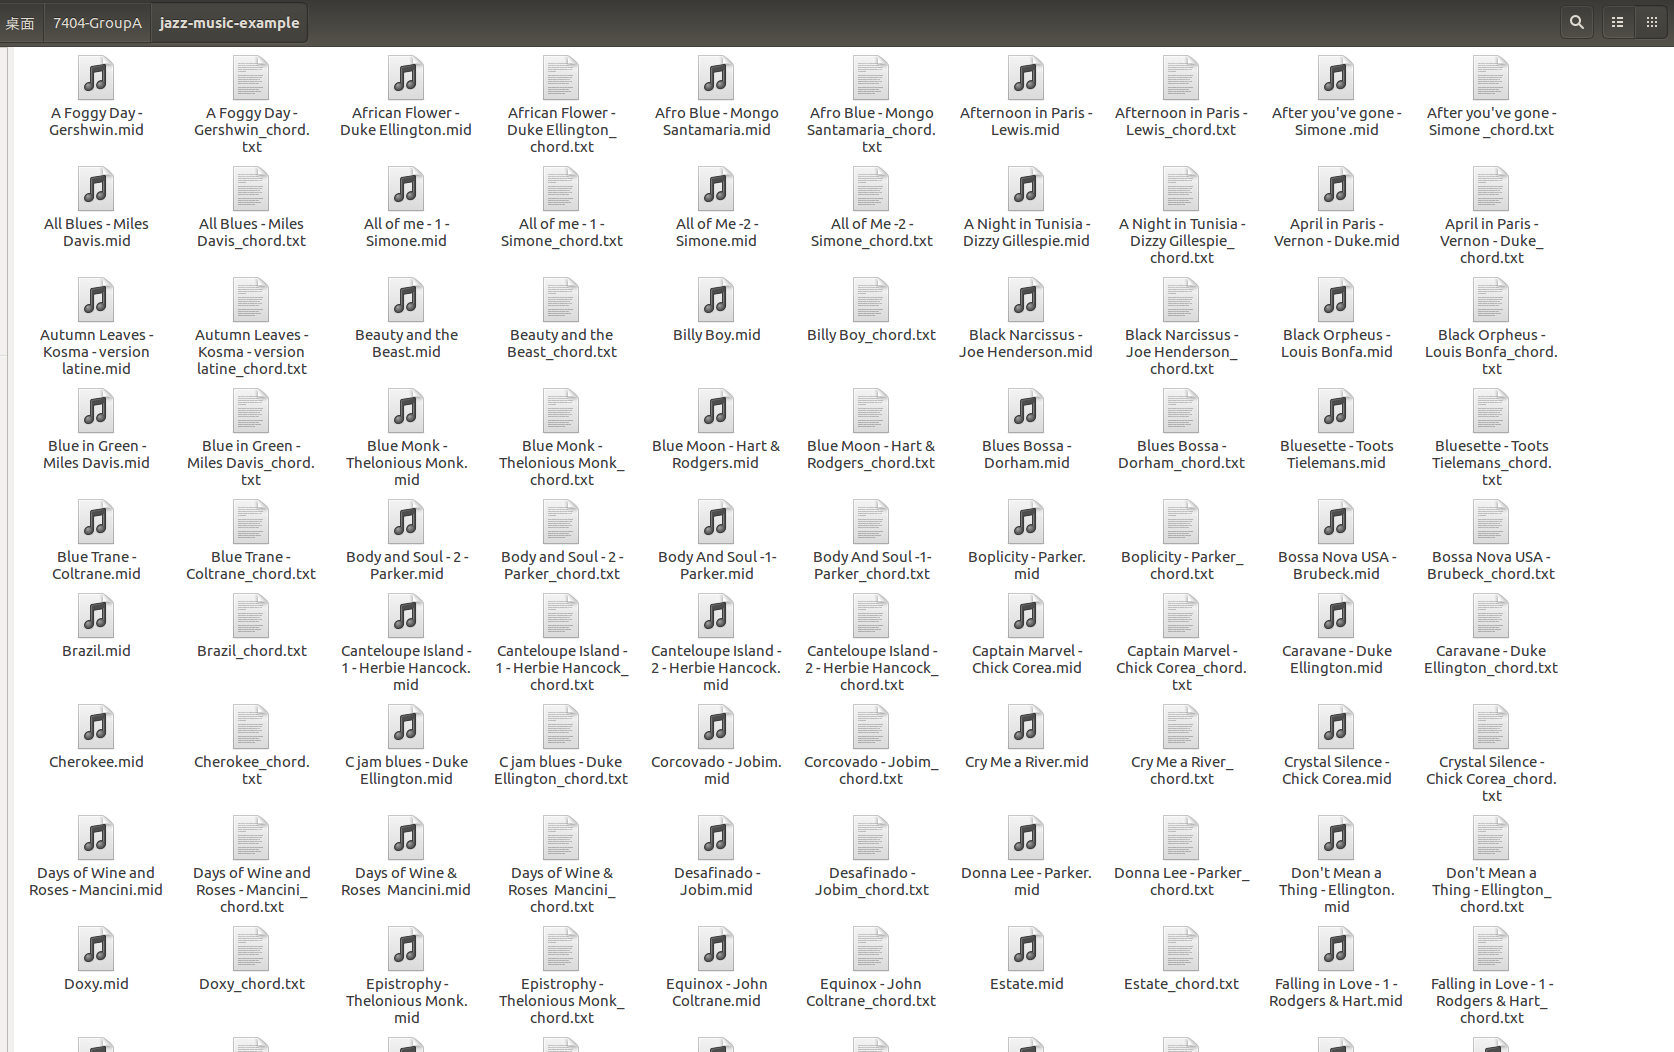 桌面 7404-GroupA jazz-music-example
A Foggy Day - Gershwin.mid
A Foggy Day - Gershwin_chord.txt
African Flower - Duke Ellington.mid
African Flower - Duke Ellington_chord.txt
Afro Blue - Mongo Santamaria.mid
Afro Blue - Mongo Santamaria_chord.txt
Afternoon in Paris - Lewis.mid
Afternoon in Paris - Lewis_chord.txt
After you've gone - Simone .mid
After you've gone - Simone _chord.txt
All Blues - Miles Davis.mid
All Blues - Miles Davis_chord.txt
All of me - 1 - Simone.mid
All of me - 1 - Simone_chord.txt
All of Me -2 - Simone.mid
All of Me -2 - Simone_chord.txt
A Night in Tunisia - Dizzy Gillespie.mid
A Night in Tunisia - Dizzy Gillespie_chord.txt
April in Paris - Vernon - Duke.mid
April in Paris - Vernon - Duke_chord.txt
Autumn Leaves - Kosma - version latine.mid
Autumn Leaves - Kosma - version latine_chord.txt
Beauty and the Beast.mid
Beauty and the Beast_chord.txt
Billy Boy.mid
Billy Boy_chord.txt
Black Narcissus - Joe Henderson.mid
Black Narcissus - Joe Henderson_chord.txt
Black Orpheus - Louis Bonfa.mid
Black Orpheus - Louis Bonfa_chord.txt
Blue in Green - Miles Davis.mid
Blue in Green - Miles Davis_chord.txt
Blue Monk - Thelonious Monk.mid
Blue Monk - Thelonious Monk_chord.txt
Blue Moon - Hart & Rodgers.mid
Blue Moon - Hart & Rodgers_chord.txt
Blues Bossa - Dorham.mid
Blues Bossa - Dorham_chord.txt
Bluesette - Toots Tielemans.mid
Bluesette - Toots Tielemans_chord.txt
Blue Trane - Coltrane.mid
Blue Trane - Coltrane_chord.txt
Body and Soul - 2 - Parker.mid
Body and Soul - 2 - Parker_chord.txt
Body And Soul -1- Parker.mid
Body And Soul -1- Parker_chord.txt
Boplicity - Parker.mid
Boplicity - Parker_chord.txt
Bossa Nova USA - Brubeck.mid
Bossa Nova USA - Brubeck_chord.txt
Brazil.mid
Brazil_chord.txt
Canteloupe Island - 1 - Herbie Hancock.mid
Canteloupe Island - 1 - Herbie Hancock_chord.txt
Canteloupe Island - 2 - Herbie Hancock.mid
Canteloupe Island - 2 - Herbie Hancock_chord.txt
Captain Marvel - Chick Corea.mid
Captain Marvel - Chick Corea_chord.txt
Caravane - Duke Ellington.mid
Caravane - Duke Ellington_chord.txt
Cherokee.mid
Cherokee_chord.txt
C jam blues - Duke Ellington.mid
C jam blues - Duke Ellington_chord.txt
Corcovado - Jobim.mid
Corcovado - Jobim_chord.txt
Cry Me a River.mid
Cry Me a River_chord.txt
Crystal Silence - Chick Corea.mid
Crystal Silence - Chick Corea_chord.txt
Days of Wine and Roses - Mancini.mid
Days of Wine and Roses - Mancini_chord.txt
Days of Wine & Roses  Mancini.mid
Days of Wine & Roses  Mancini_chord.txt
Desafinado - Jobim.mid
Desafinado - Jobim_chord.txt
Donna Lee - Parker.mid
Donna Lee - Parker_chord.txt
Don't Mean a Thing - Ellington.mid
Don't Mean a Thing - Ellington_chord.txt
Doxy.mid
Doxy_chord.txt
Epistrophy - Thelonious Monk.mid
Epistrophy - Thelonious Monk_chord.txt
Equinox - John Coltrane.mid
Equinox - John Coltrane_chord.txt
Estate.mid
Estate_chord.txt
Falling in Love - 1 - Rodgers & Hart.mid
Falling in Love - 1 - Rodgers & Hart_chord.txt